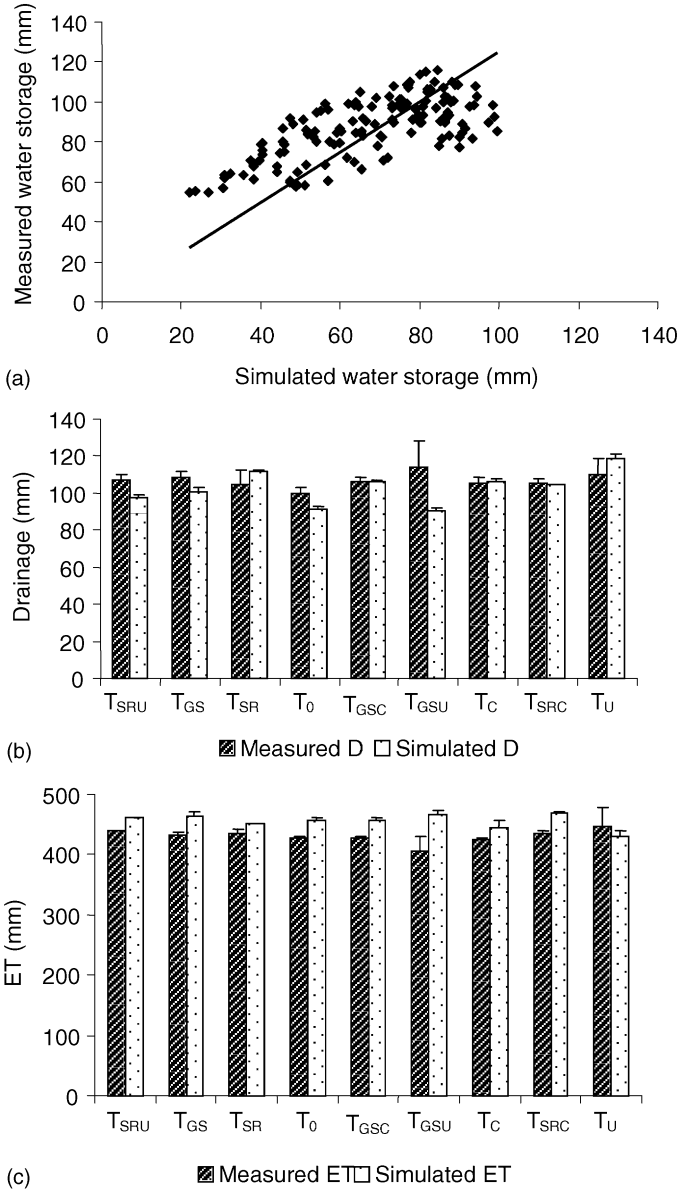 140
120
100
80
60
40
20
0
Measured water storage (mm)
0 20 40 60 80 100 120 140
(a) Simulated water storage (mm)
140
120
100
80
60
40
20
0
Drainage (mm)
TSRU TGS TSR T0 TGSC TGSU TC TSRC TU
(b) Measured D Simulated D
500
400
300
200
100
0
ET (mm)
TSRU TGS TSR T0 TGSC TGSU TC TSRC TU
(c) Measured ET Simulated ET